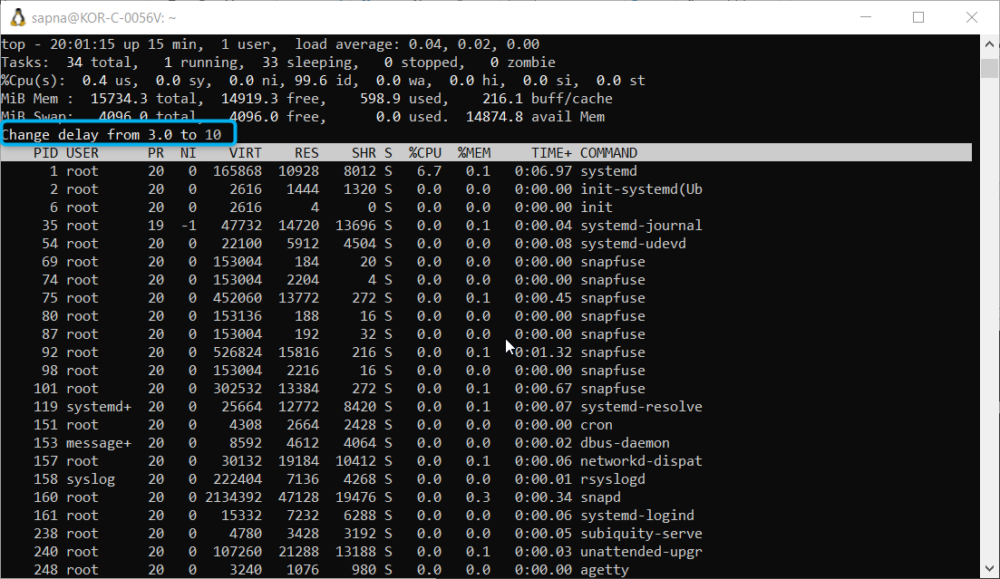 sapna@KOR-C-0056V: ~
top - 20:01:15 up 15 min,  1 user,  load average: 0.04, 0.02, 0.00
Tasks:  34 total,   1 running,  33 sleeping,   0 stopped,   0 zombie
%Cpu(s):  0.4 us,  0.0 sy,  0.0 ni, 99.6 id,  0.0 wa,  0.0 hi,  0.0 si,  0.0 st
MiB Mem :  15734.3 total,  14919.3 free,    598.9 used,    216.1 buff/cache
MiB Swap:   4096.0 total,   4096.0 free,      0.0 used.  14874.8 avail Mem
Change delay from 3.0 to 10
PID USER      PR  NI    VIRT    RES    SHR S  %CPU  %MEM     TIME+ COMMAND
1 root      20   0  165868  10928   8012 S   6.7   0.1   0:06.97 systemd
2 root      20   0    2616   1444   1320 S   0.0   0.0   0:00.00 init-systemd(Ub
6 root      20   0    2616      4      0 S   0.0   0.0   0:00.00 init
35 root      19  -1   47732  14720  13696 S   0.0   0.1   0:00.04 systemd-journal
54 root      20   0   22100   5912   4504 S   0.0   0.0   0:00.08 systemd-udevd
69 root      20   0  153004    184     20 S   0.0   0.0   0:00.00 snapfuse
74 root      20   0  153004   2204      4 S   0.0   0.0   0:00.00 snapfuse
75 root      20   0  452060  13772    272 S   0.0   0.1   0:00.45 snapfuse
80 root      20   0  153136    188     16 S   0.0   0.0   0:00.00 snapfuse
87 root      20   0  153004    192     32 S   0.0   0.0   0:00.00 snapfuse
92 root      20   0  526824  15816    216 S   0.0   0.1   0:01.32 snapfuse
98 root      20   0  153004   2216     16 S   0.0   0.0   0:00.00 snapfuse
101 root      20   0  302532  13384    272 S   0.0   0.1   0:00.67 snapfuse
119 systemd+  20   0   25664  12772   8420 S   0.0   0.1   0:00.07 systemd-resolve
151 root      20   0    4308   2664   2428 S   0.0   0.0   0:00.00 cron
153 message+  20   0    8592   4612   4064 S   0.0   0.0   0:00.02 dbus-daemon
157 root      20   0   30132  19184  10412 S   0.0   0.1   0:00.06 networkd-dispat
158 syslog    20   0  222404   7136   4268 S   0.0   0.0   0:00.01 rsyslogd
160 root      20   0 2134392  47128  19476 S   0.0   0.3   0:00.34 snapd
161 root      20   0   15332   7232   6288 S   0.0   0.0   0:00.06 systemd-logind
238 root      20   0    4780   3428   3192 S   0.0   0.0   0:00.05 subiquity-serve
240 root      20   0  107260  21288  13188 S   0.0   0.1   0:00.03 unattended-upgr
248 root      20   0    3240   1076    980 S   0.0   0.0   0:00.00 agetty